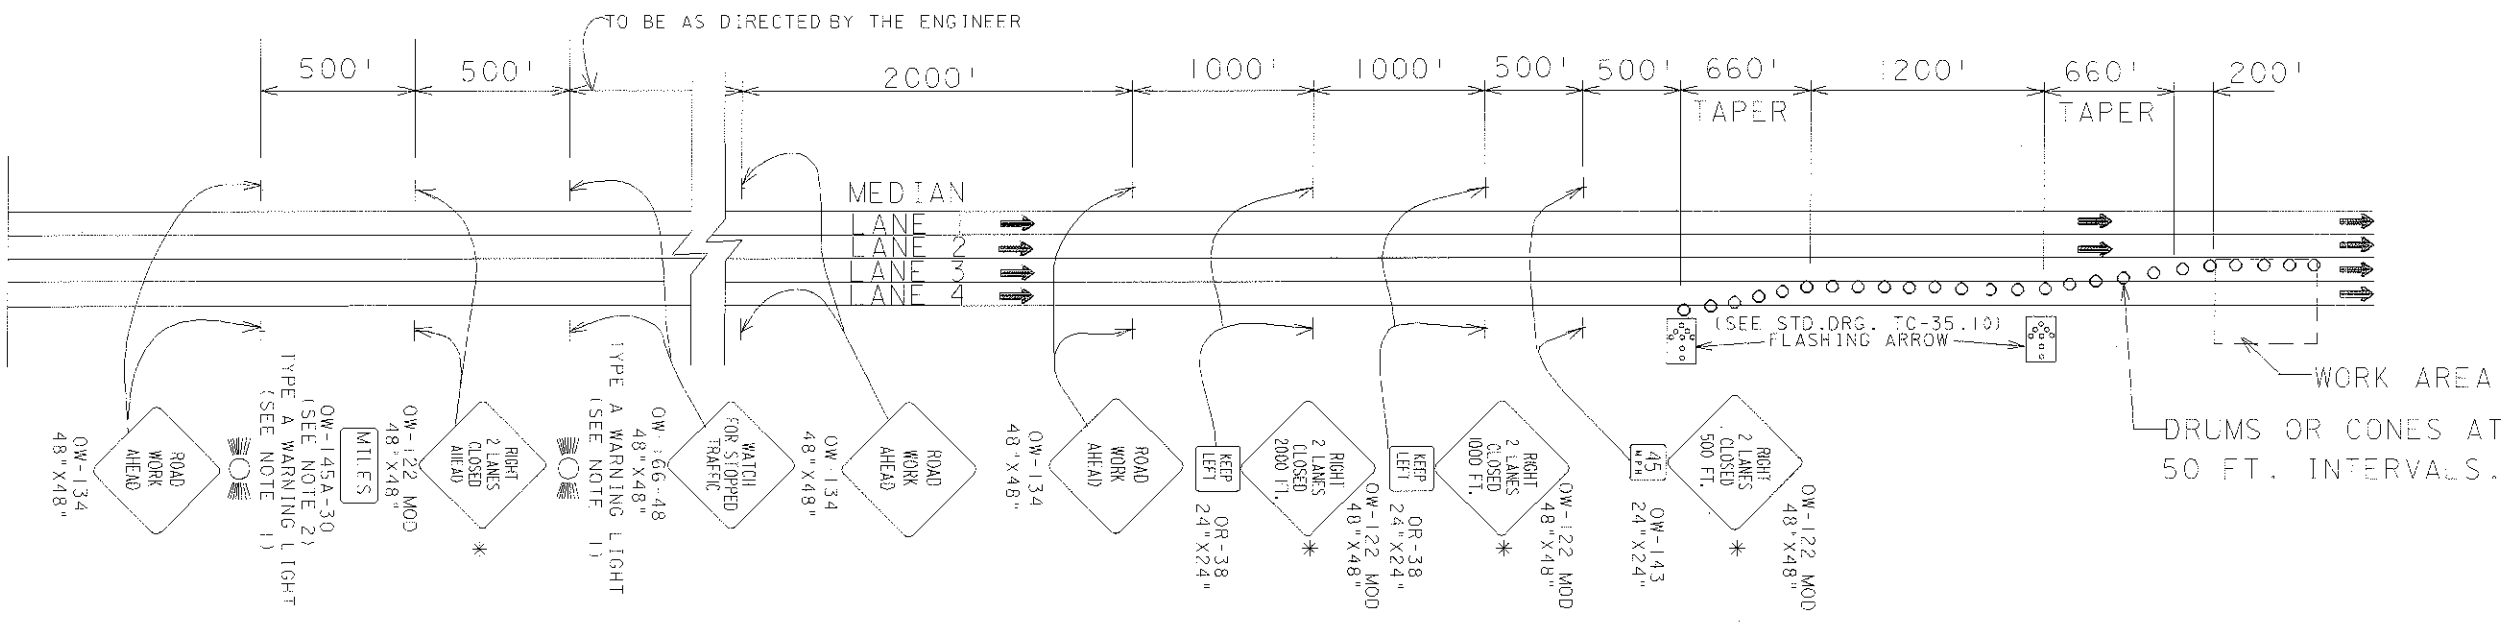 TO BE AS DIRECTED BY THE ENGINEER
500'
500'
2000'
1000'
1000'
500'
500'
660'
1200'
660'
200'
TAPER
TAPER
MEDIAN
LANE
LANE 2
LANE 3
LANE 4
(SEE STD.DRG. TC-35.10)
FLASHING ARROW
WORK AREA
DRUMS OR CONES AT
50 FT. INTERVALS.
OW-134
48"X48"
ROAD
WORK
AHEAD
TYPE A WARNING LIGHT
(SEE NOTE 1)
OW-145A-30
(SEE NOTE 2)
MILES
OW-122 MOD
48"X48"
RIGHT
2 LANES
CLOSED
AHEAD
*
TYPE A WARNING LIGHT
(SEE NOTE 1)
48"X48"
WATCH
FOR STOPPED
TRAFFIC
OW-134
48"X48"
ROAD
WORK
AHEAD
OW-134
48"X48"
ROAD
WORK
AHEAD
KEEP
LEFT
OR-38
24"X24"
RIGHT
2 LANES
CLOSED
2000 FT.
*
OW-122 MOD
48"X48"
KEEP
LEFT
OR-38
24"X24"
RIGHT
2 LANES
CLOSED
1000 FT.
*
OW-122 MOD
48"X48"
45
MPH
OW-143
24"X24"
RIGHT
2 LANES
CLOSED
500 FT.
*
OW-122 MOD
48"X48"